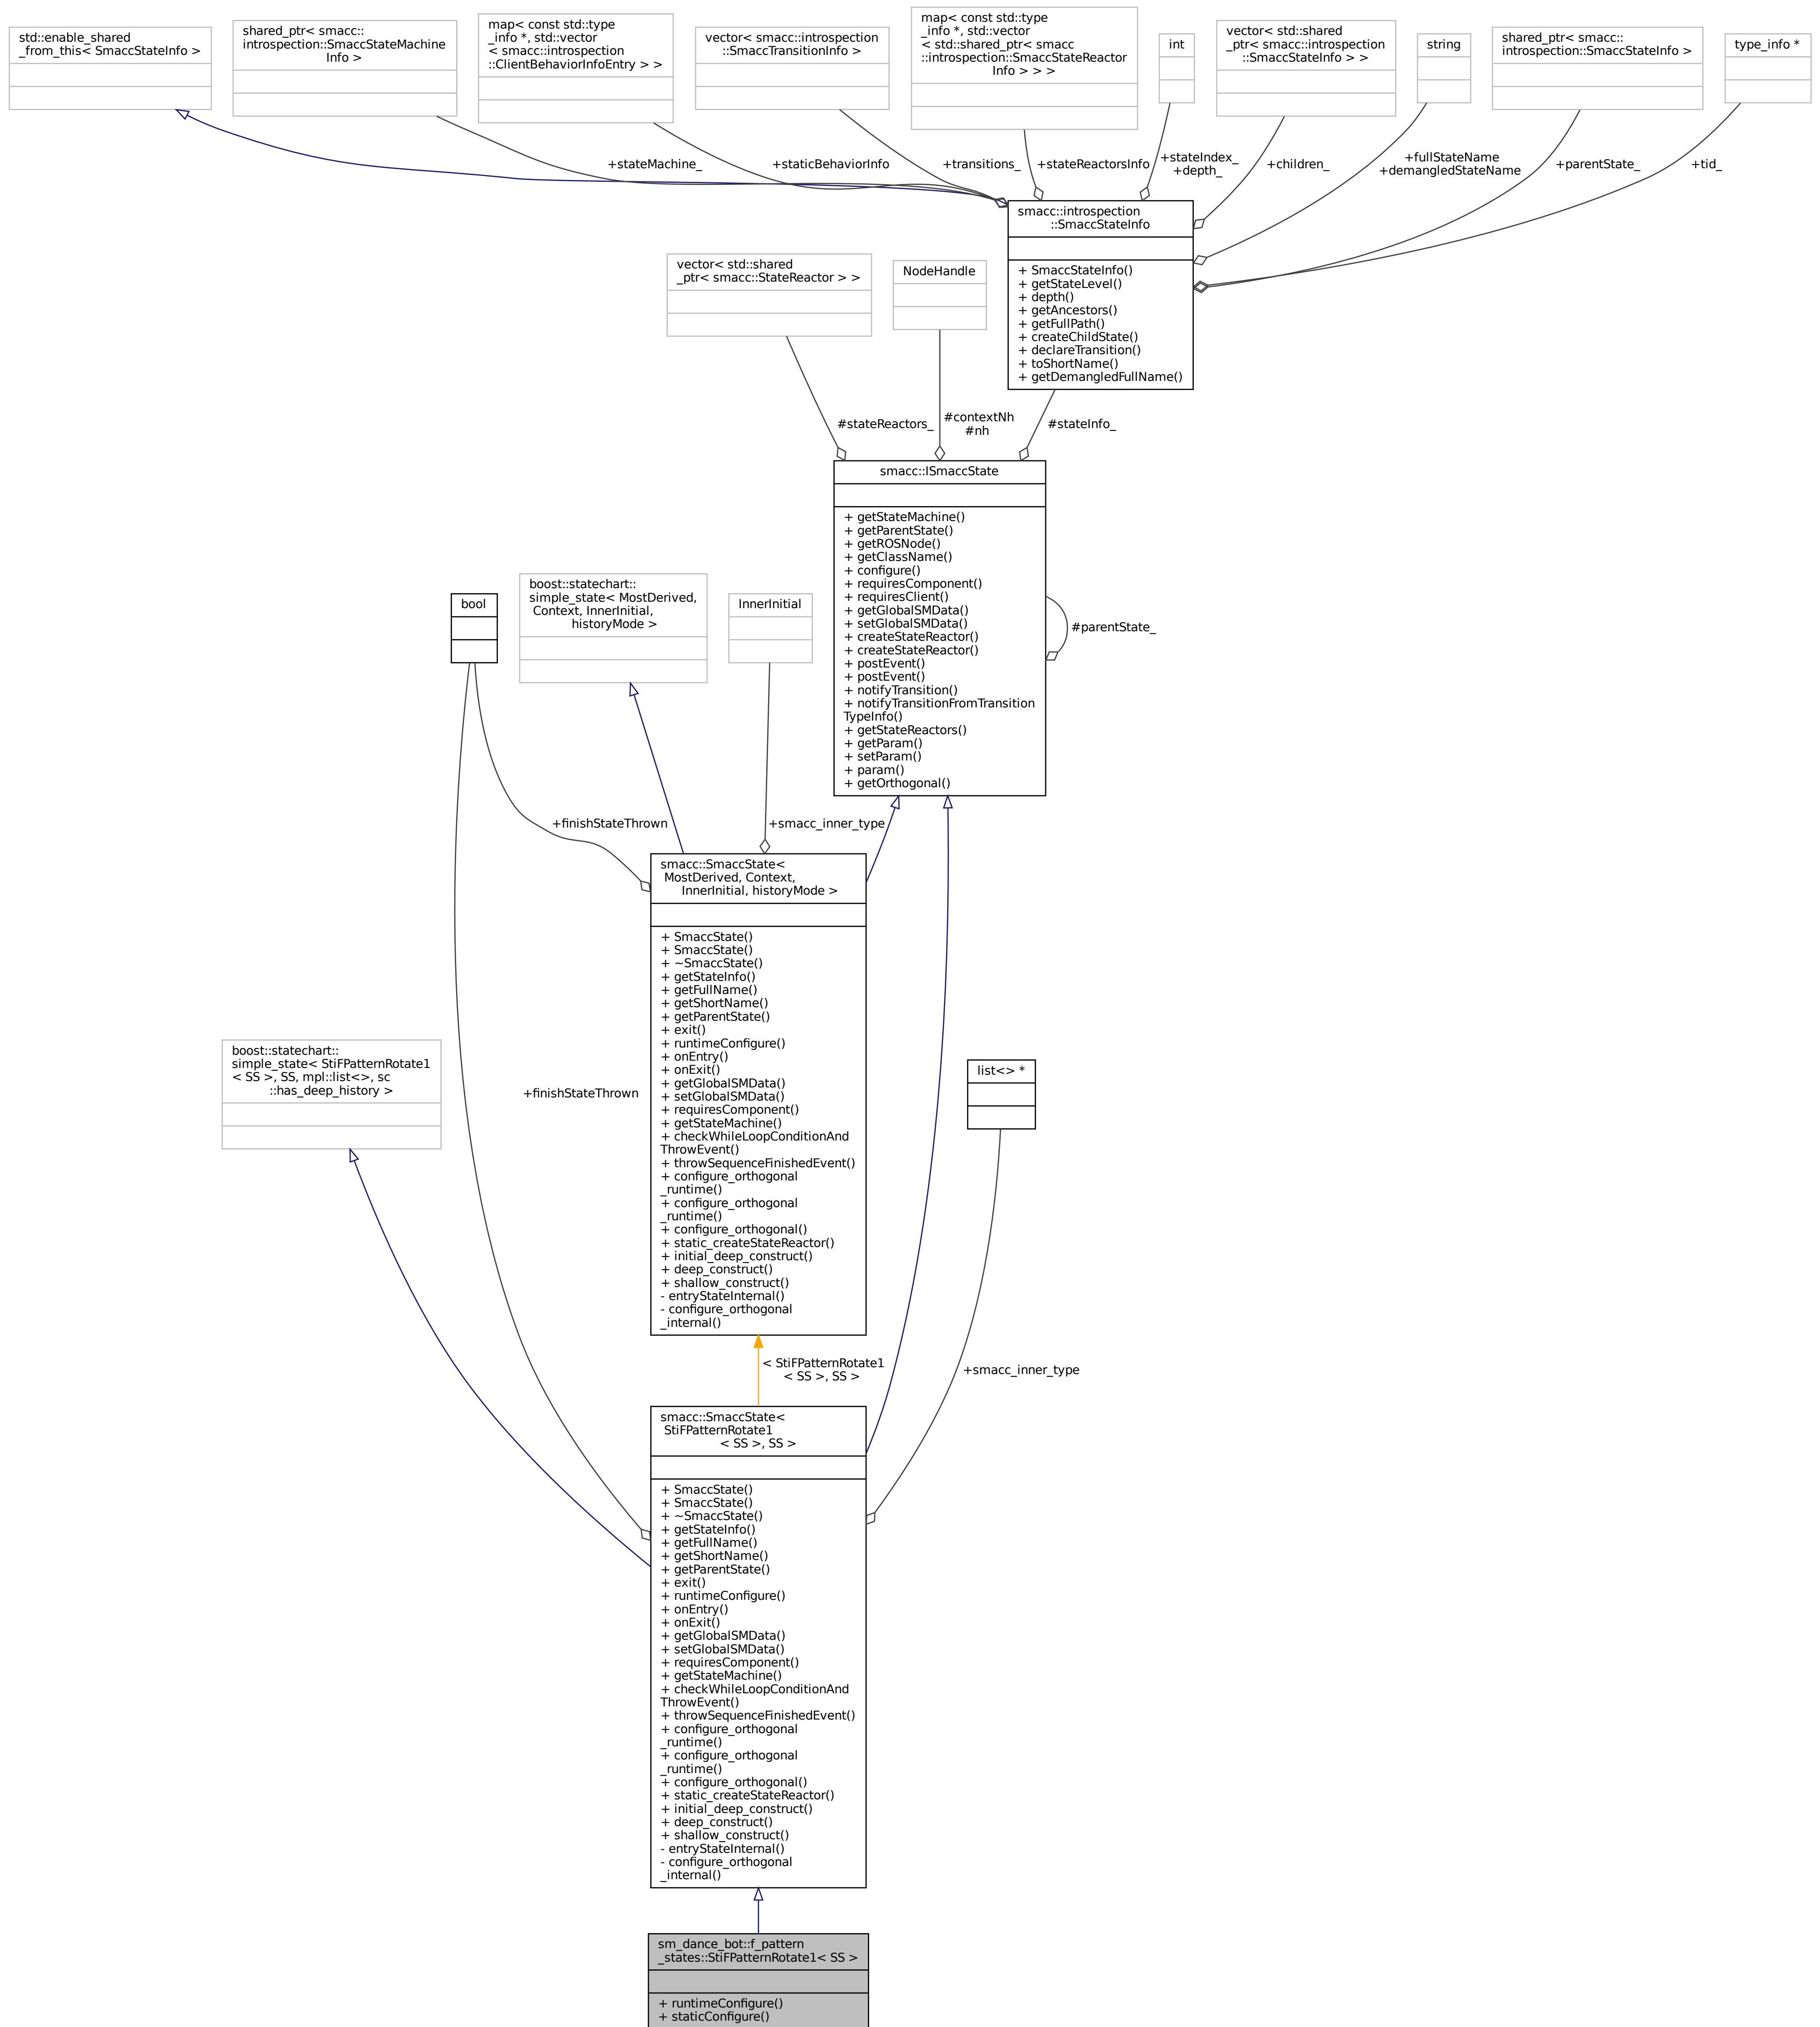 std::enable_shared
_from_this< SmaccStateInfo >
shared_ptr< smacc::
introspection::SmaccStateMachine
Info >
map< const std::type
_info *, std::vector
< smacc::introspection
::ClientBehaviorInfoEntry > >
vector< smacc::introspection
::SmaccTransitionInfo >
map< const std::type
_info *, std::vector
< std::shared_ptr< smacc
::introspection::SmaccStateReactor
Info > > >
int
vector< std::shared
_ptr< smacc::introspection
::SmaccStateInfo > >
string
shared_ptr< smacc::
introspection::SmaccStateInfo >
type_info *
+stateMachine_
+staticBehaviorInfo
+transitions_
+stateReactorsInfo
+stateIndex_
+depth_
+children_
+fullStateName
+demangledStateName
+parentState_
+tid_
smacc::introspection
::SmaccStateInfo
+ SmaccStateInfo()
+ getStateLevel()
+ depth()
+ getAncestors()
+ getFullPath()
+ createChildState()
+ declareTransition()
+ toShortName()
+ getDemangledFullName()
vector< std::shared
_ptr< smacc::StateReactor > >
NodeHandle
#stateReactors_
#contextNh
#nh
#stateInfo_
smacc::ISmaccState
+ getStateMachine()
+ getParentState()
+ getROSNode()
+ getClassName()
+ configure()
+ requiresComponent()
+ requiresClient()
+ getGlobalSMData()
+ setGlobalSMData()
+ createStateReactor()
+ createStateReactor()
+ postEvent()
+ postEvent()
+ notifyTransition()
+ notifyTransitionFromTransition
TypeInfo()
+ getStateReactors()
+ getParam()
+ setParam()
+ param()
+ getOrthogonal()
#parentState_
bool
boost::statechart::
simple_state< MostDerived,
Context, InnerInitial,
historyMode >
InnerInitial
+finishStateThrown
+smacc_inner_type
smacc::SmaccState<
MostDerived, Context,
InnerInitial, historyMode >
+ SmaccState()
+ SmaccState()
+ ~SmaccState()
+ getStateInfo()
+ getFullName()
+ getShortName()
+ getParentState()
+ exit()
+ runtimeConfigure()
+ onEntry()
+ onExit()
+ getGlobalSMData()
+ setGlobalSMData()
+ requiresComponent()
+ getStateMachine()
+ checkWhileLoopConditionAnd
ThrowEvent()
+ throwSequenceFinishedEvent()
+ configure_orthogonal
_runtime()
+ configure_orthogonal
_runtime()
+ configure_orthogonal()
+ static_createStateReactor()
+ initial_deep_construct()
+ deep_construct()
+ shallow_construct()
- entryStateInternal()
- configure_orthogonal
_internal()
boost::statechart::
simple_state< StiFPatternRotate1
< SS >, SS, mpl::list<>, sc
::has_deep_history >
+finishStateThrown
list<> *
< StiFPatternRotate1
< SS >, SS >
+smacc_inner_type
smacc::SmaccState<
StiFPatternRotate1
< SS >, SS >
+ SmaccState()
+ SmaccState()
+ ~SmaccState()
+ getStateInfo()
+ getFullName()
+ getShortName()
+ getParentState()
+ exit()
+ runtimeConfigure()
+ onEntry()
+ onExit()
+ getGlobalSMData()
+ setGlobalSMData()
+ requiresComponent()
+ getStateMachine()
+ checkWhileLoopConditionAnd
ThrowEvent()
+ throwSequenceFinishedEvent()
+ configure_orthogonal
_runtime()
+ configure_orthogonal
_runtime()
+ configure_orthogonal()
+ static_createStateReactor()
+ initial_deep_construct()
+ deep_construct()
+ shallow_construct()
- entryStateInternal()
- configure_orthogonal
_internal()
sm_dance_bot::f_pattern
_states::StiFPatternRotate1< SS >
+ runtimeConfigure()
+ staticConfigure()